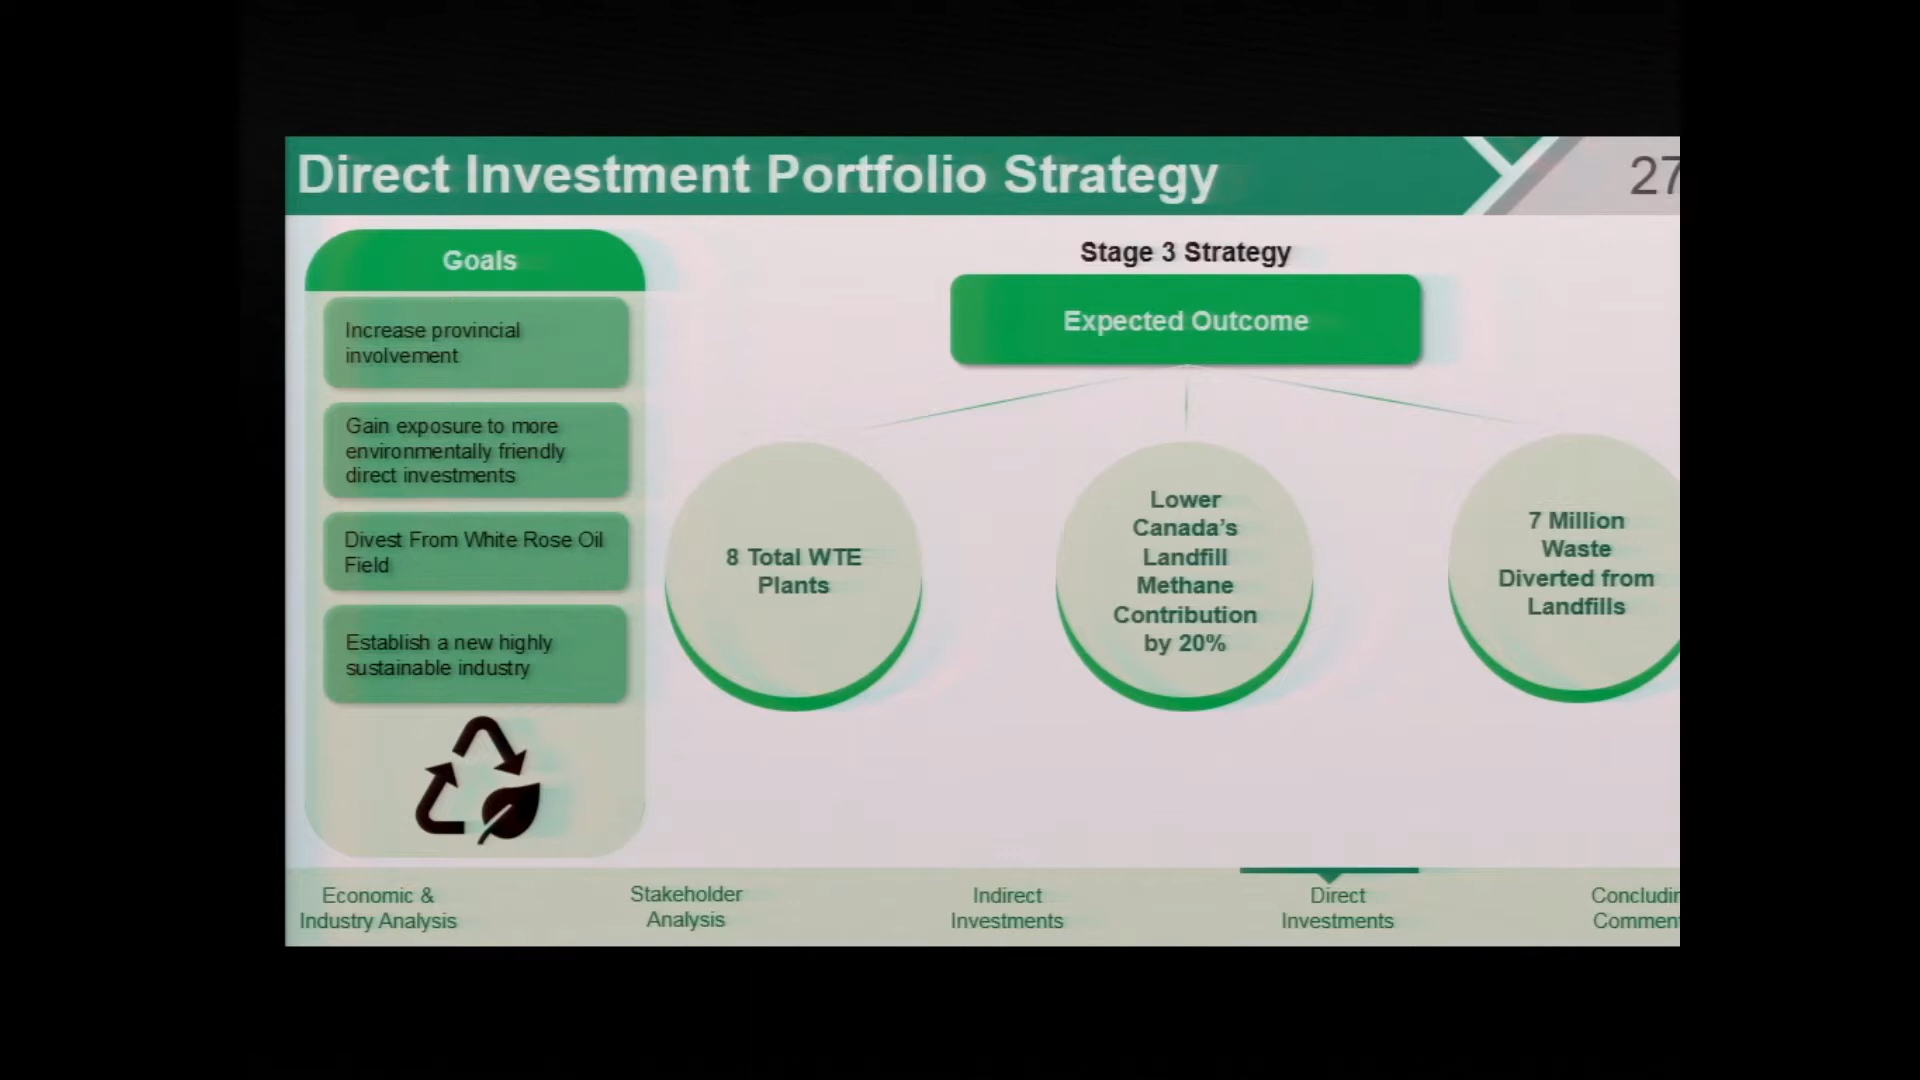 Direct Investment Portfolio Strategy
27
Goals
Increase provincial
involvement
Gain exposure to more
environmentally friendly
direct investments
Divest From White Rose Oil
Field
Establish a new highly
sustainable industry
Stage 3 Strategy
Expected Outcome
8 Total WTE
Plants
Lower
Canada’s
Landfill
Methane
Contribution
by 20%
7 Million
Waste
Diverted from
Landfills
Economic &
Industry Analysis
Stakeholder
Analysis
Indirect
Investments
Direct
Investments